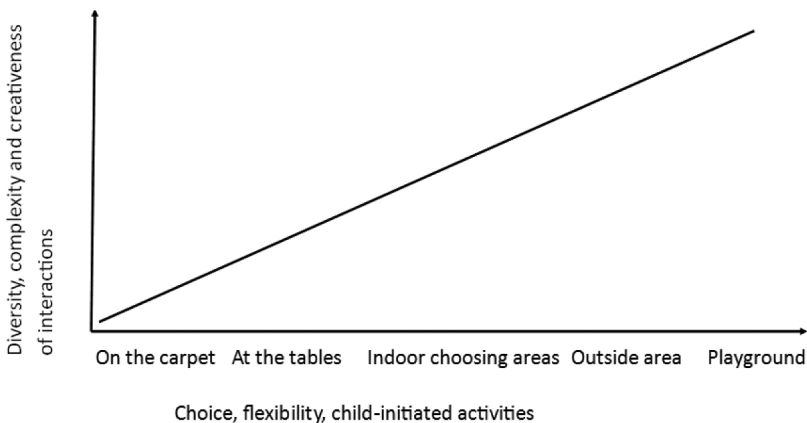 Diversity, complexity and creativeness
of interactions
On the carpet At the tables Indoor choosing areas Outside area Playground
Choice, flexibility, child-initiated activities